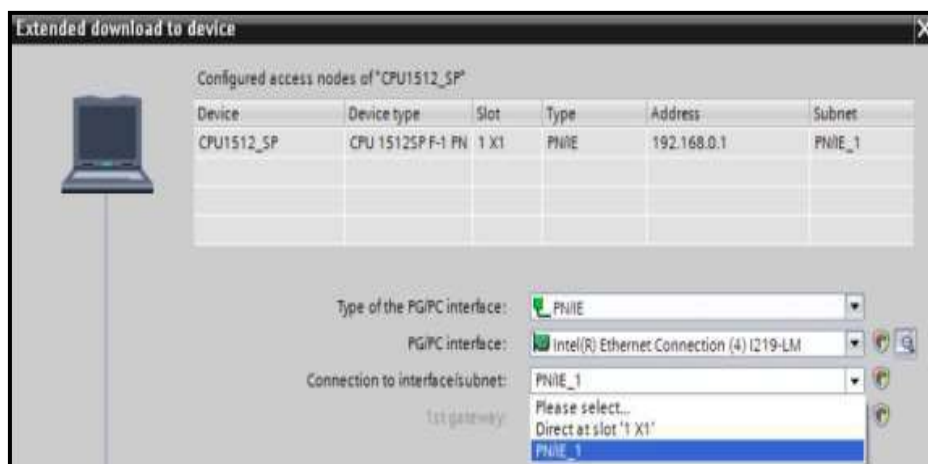 Extended download to device
Configured access nodes of "CPU1512_SP"
Device Device type Slot Type Address Subnet
CPU1512_SP CPU 1512SP F-1 PN 1 X1 PN/IE 192.168.0.1 PN/IE_1
Type of the PG/PC interface: PN/IE
PG/PC interface: Intel(R) Ethernet Connection (4) I219-LM
Connection to interface/subnet: PN/IE_1
Please select...
1st gateway:
Direct at slot '1 X1'
PN/IE_1